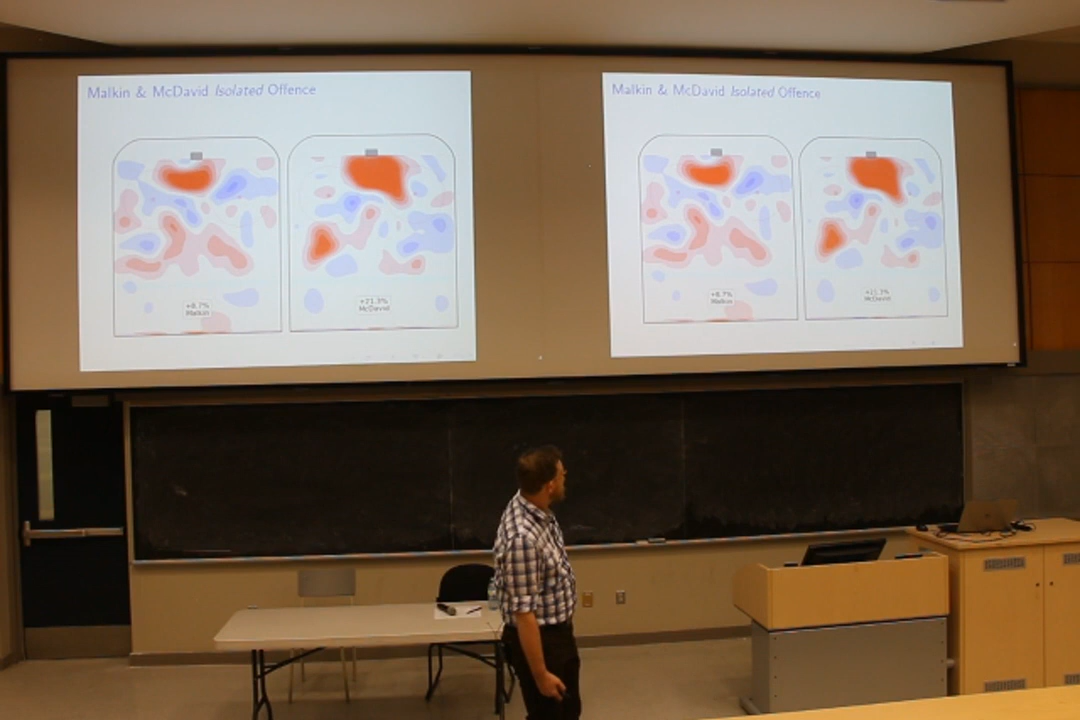 Malkin & McDavid Isolated Offence
+8.7%
Malkin
+21.3%
McDavid
Malkin & McDavid Isolated Offence
+8.7%
Malkin
+21.3%
McDavid